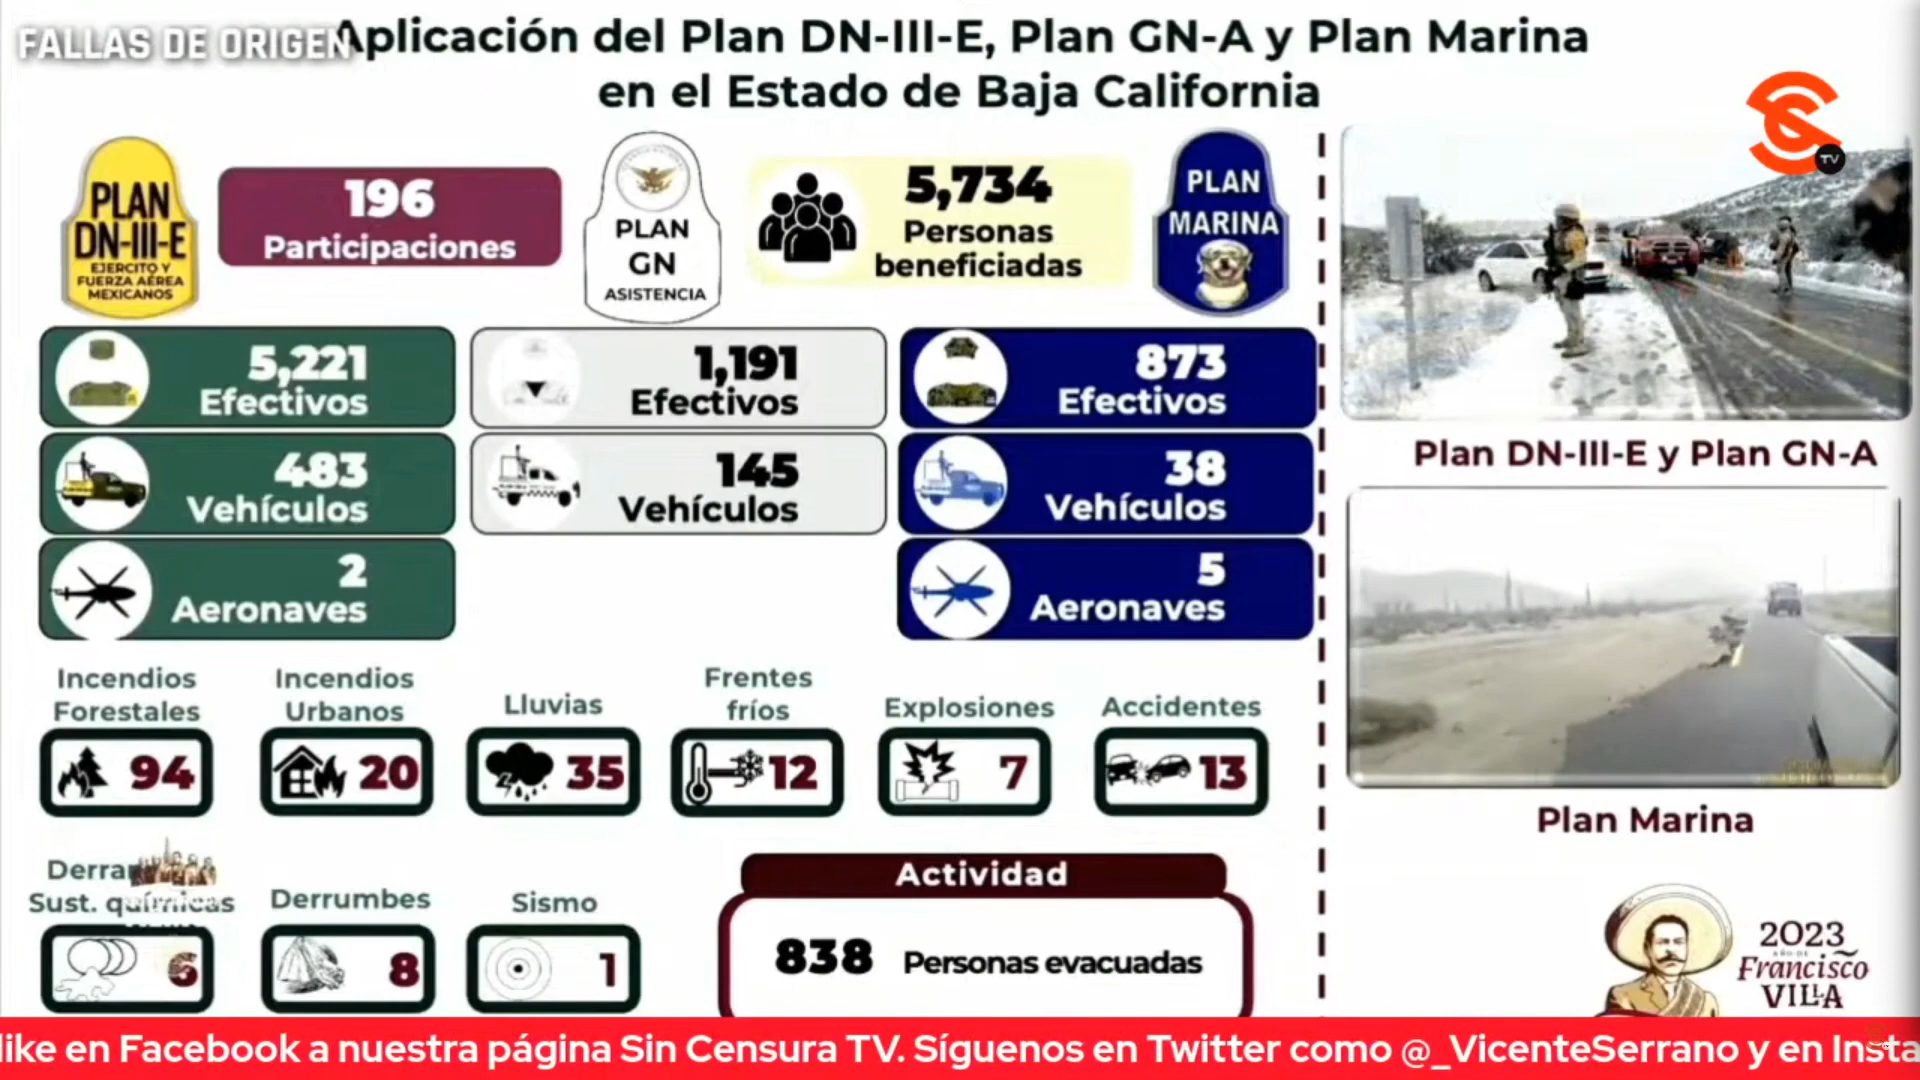 FALLAS DE ORIGEN
Aplicación del Plan DN-III-E, Plan GN-A y Plan Marina
en el Estado de Baja California
TV
PLAN
DN-III-E
EJERCITO Y
FUERZA AÉREA
MEXICANOS
196
Participaciones
PLAN
GN
ASISTENCIA
5,734
Personas
beneficiadas
PLAN
MARINA
5,221
Efectivos
1,191
Efectivos
873
Efectivos
483
Vehículos
145
Vehículos
38
Vehículos
2
Aeronaves
5
Aeronaves
Plan DN-III-E y Plan GN-A
Incendios
Forestales
94
Incendios
Urbanos
20
Lluvias
35
Frentes
fríos
12
Explosiones
7
Accidentes
13
Plan Marina
Sust. químicas
6
Derrumbes
8
Sismo
1
Actividad
838 Personas evacuadas
2023
AÑO DE
Francisco
VILLA
like en Facebook a nuestra página Sin Censura TV. Síguenos en Twitter como @_VicenteSerrano y en Insta